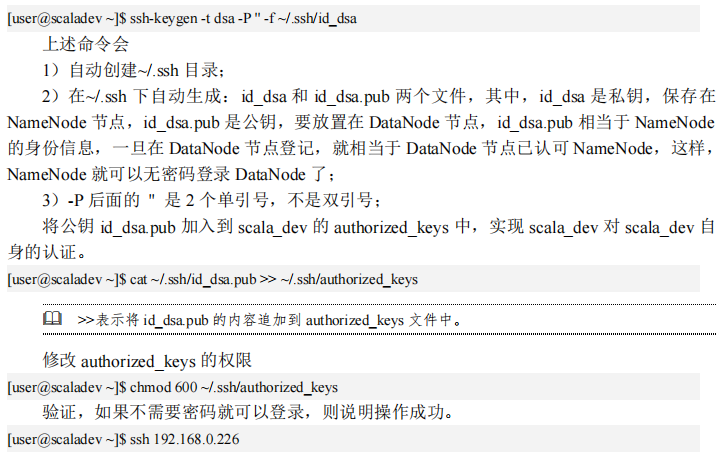 [user@scaladev ~]$ ssh-keygen -t dsa -P '' -f ~/.ssh/id_dsa
上述命令会
1）自动创建~/.ssh 目录；
2）在~/.ssh 下自动生成：id_dsa 和 id_dsa.pub 两个文件，其中，id_dsa 是私钥，保存在
NameNode 节点，id_dsa.pub 是公钥，要放置在 DataNode 节点，id_dsa.pub 相当于 NameNode
的身份信息，一旦在 DataNode 节点登记，就相当于 DataNode 节点已认可 NameNode，这样，
NameNode 就可以无密码登录 DataNode 了；
3）-P 后面的 '' 是 2 个单引号，不是双引号；
将公钥 id_dsa.pub 加入到 scala_dev 的 authorized_keys 中，实现 scala_dev 对 scala_dev 自
身的认证。
[user@scaladev ~]$ cat ~/.ssh/id_dsa.pub >> ~/.ssh/authorized_keys
>>表示将 id_dsa.pub 的内容追加到 authorized_keys 文件中。
修改 authorized_keys 的权限
[user@scaladev ~]$ chmod 600 ~/.ssh/authorized_keys
验证，如果不需要密码就可以登录，则说明操作成功。
[user@scaladev ~]$ ssh 192.168.0.226